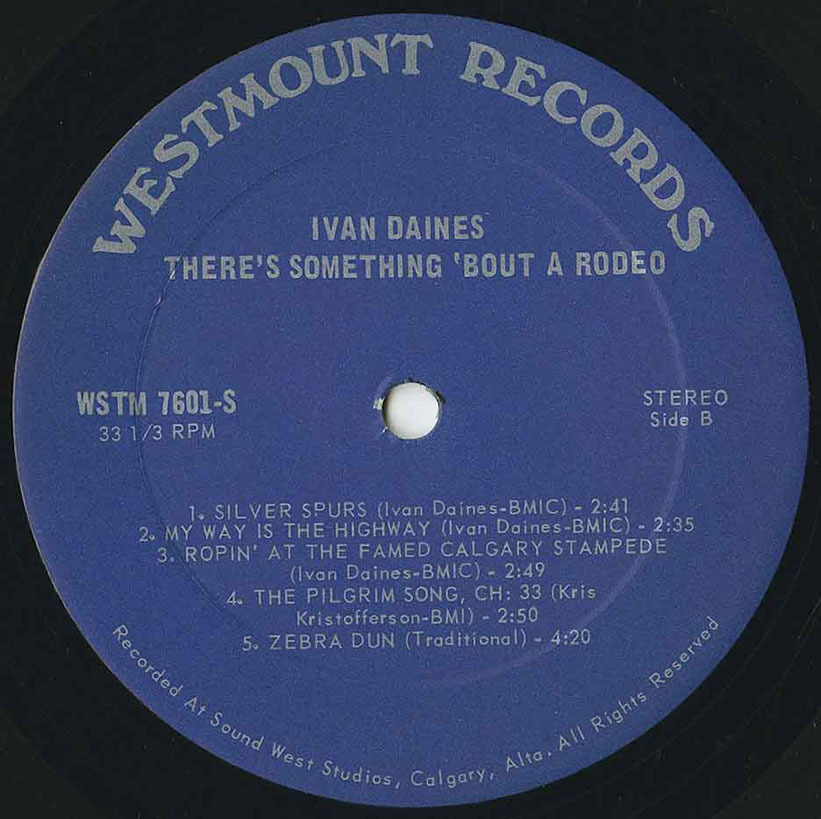 WESTMOUNT RECORDS
IVAN DAINES
THERE'S SOMETHING 'BOUT A RODEO
WSTM 7601-S
33 1/3 RPM
STEREO
Side B
1. SILVER SPURS (Ivan Daines-BMIC) - 2:41
2. MY WAY IS THE HIGHWAY (Ivan Daines-BMIC) - 2:35
3. ROPIN' AT THE FAMED CALGARY STAMPEDE
(Ivan Daines-BMIC) - 2:49
4. THE PILGRIM SONG, CH: 33 (Kris
Kristofferson-BMI) - 2:50
5. ZEBRA DUN (Traditional) - 4:20
Recorded At Sound West Studios, Calgary, Alta. All Rights Reserved